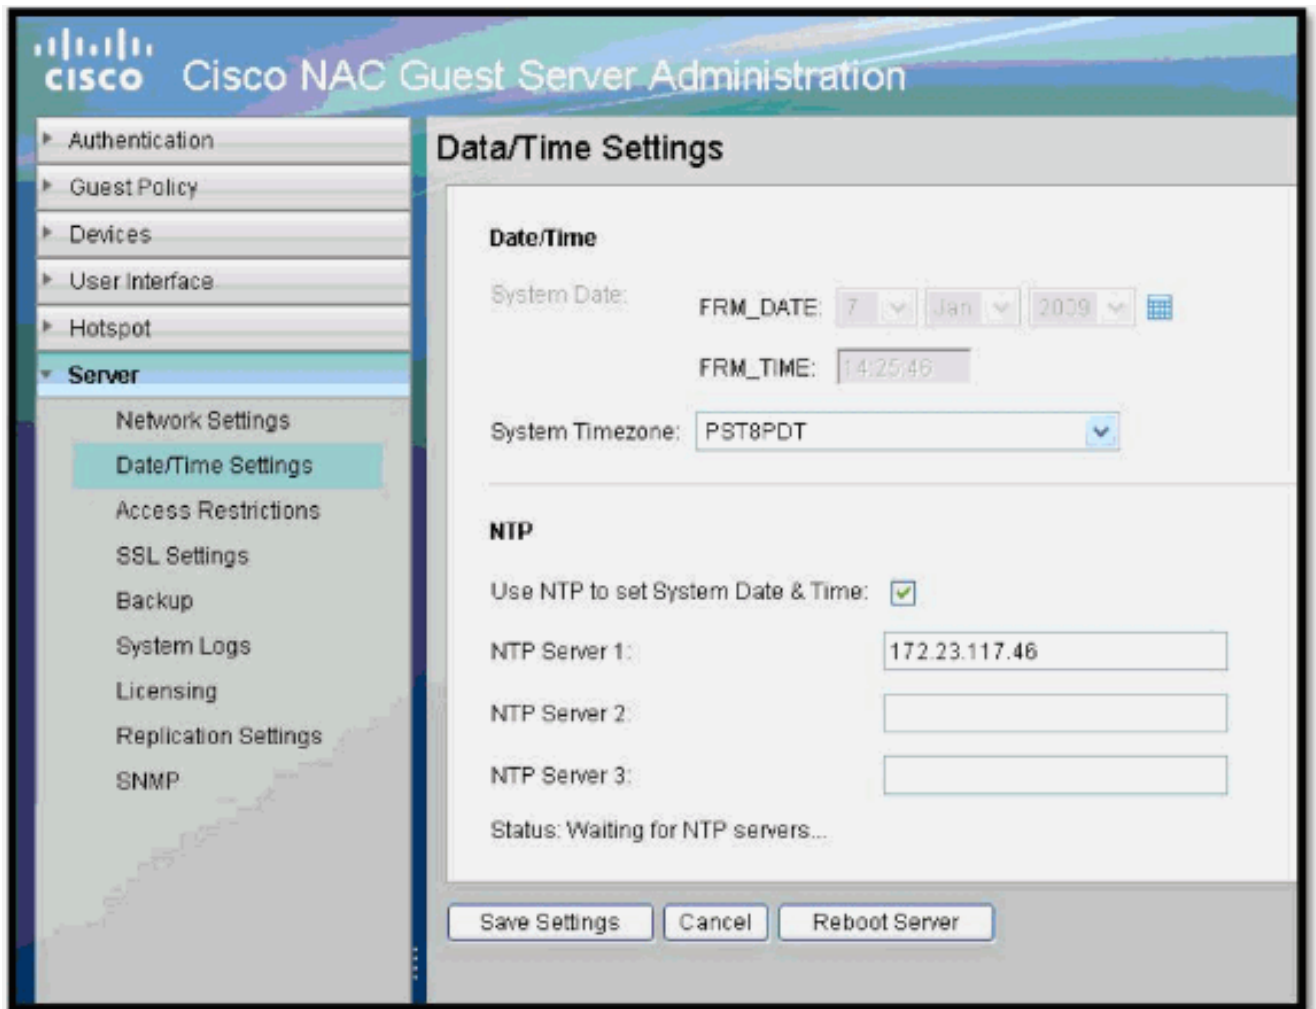 CISCO Cisco NAC Guest Server Administration
Authentication
Guest Policy
Devices
User Interface
Hotspot
Server
Network Settings
Date/Time Settings
Access Restrictions
SSL Settings
Backup
System Logs
Licensing
Replication Settings
SNMP
Data/Time Settings
Date/Time
System Date: FRM_DATE: 7 Jan 2009
FRM_TIME: 14:25:46
System Timezone: PST8PDT
NTP
Use NTP to set System Date & Time:
NTP Server 1: 172.23.117.46
NTP Server 2:
NTP Server 3:
Status: Waiting for NTP servers...
Save Settings Cancel Reboot Server